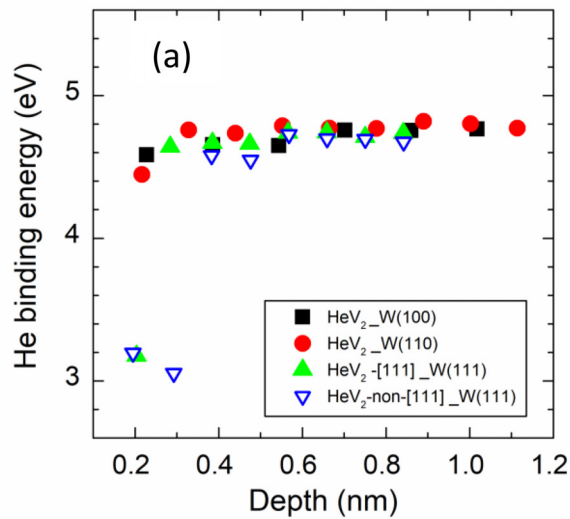 (a)
He binding energy (eV)
5
4
3
HeV₂_W(100)
HeV₂_W(110)
HeV₂-[111]_W(111)
HeV₂-non-[111]_W(111)
0.2 0.4 0.6 0.8 1.0 1.2
Depth (nm)